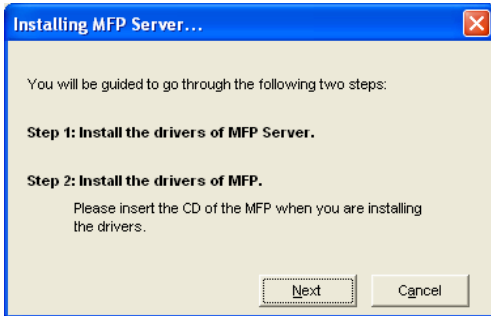 Installing MFP Server...
You will be guided to go through the following two steps:
Step 1: Install the drivers of MFP Server.
Step 2: Install the drivers of MFP.
Please insert the CD of the MFP when you are installing
the drivers.
Next
Cancel